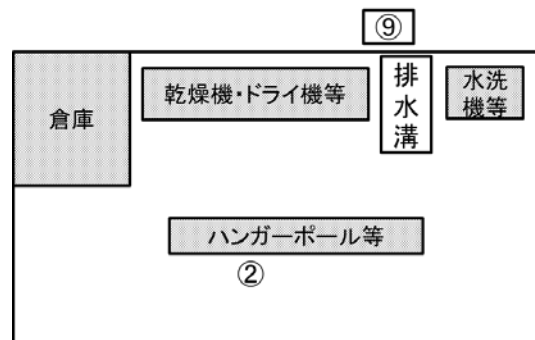 ⑨
倉庫
乾燥機・ドライ機等
排水溝
水洗
機等
ハンガーポール等
②